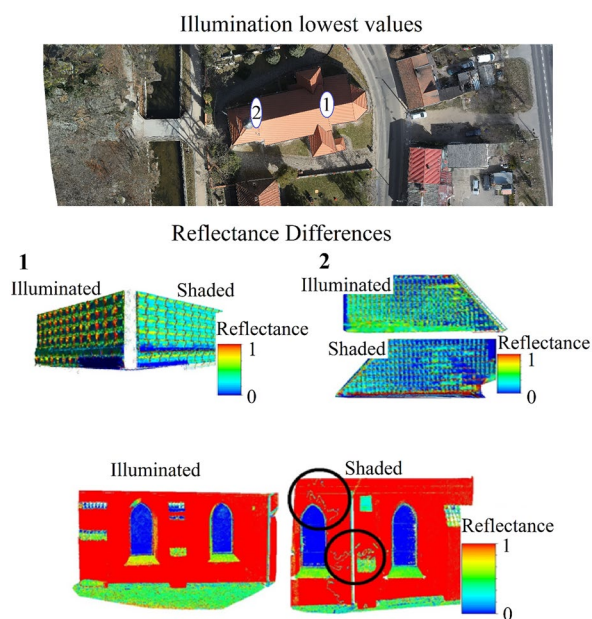 Illumination lowest values
2
1
Reflectance Differences
1
2
Illuminated
Shaded
Reflectance
1
0
Illuminated
Shaded
Reflectance
1
0
Illuminated
Shaded
Reflectance
1
0